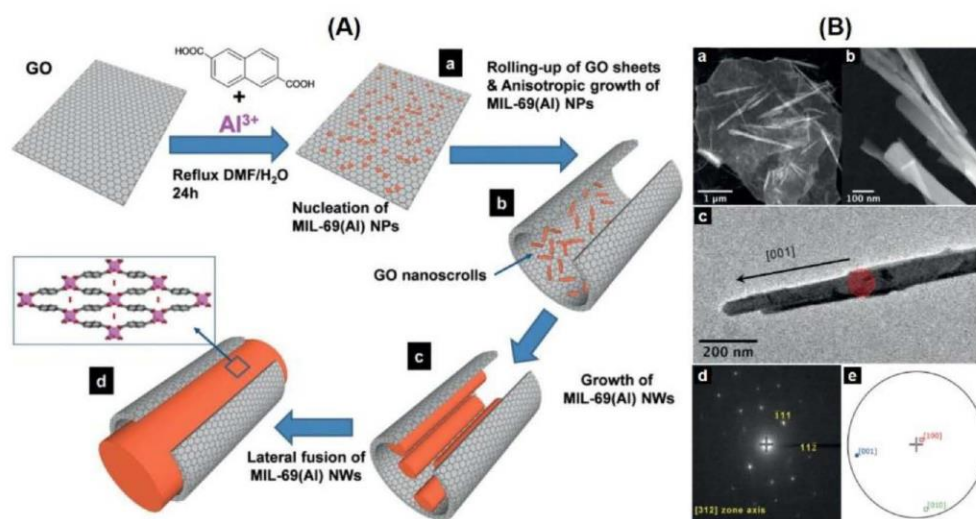 (A)
GO
HOOC
COOH
+
Al³⁺
Reflux DMF/H₂O
24h
a
Nucleation of
MIL-69(Al) NPs
Rolling-up of GO sheets
& Anisotropic growth of
MIL-69(Al) NPs
b
GO nanoscrolls
Growth of
MIL-69(Al) NWs
c
Lateral fusion of
MIL-69(Al) NWs
d
(B)
a
1 µm
b
100 nm
c
[001]
200 nm
d
1̄11
112̄
[312] zone axis
e
[100]
[001]
[010]